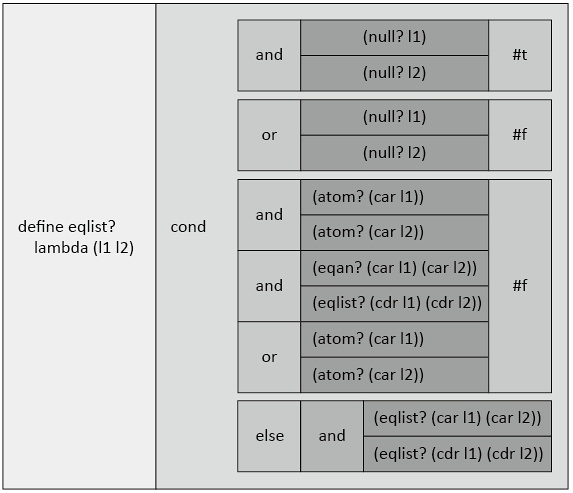 define eqlist?
lambda (l1 l2)
cond
and
(null? l1)
(null? l2)
#t
or
(null? l1)
(null? l2)
#f
and
(atom? (car l1))
(atom? (car l2))
and
(eqan? (car l1) (car l2))
(eqlist? (cdr l1) (cdr l2))
or
(atom? (car l1))
(atom? (car l2))
#f
else
and
(eqlist? (car l1) (car l2))
(eqlist? (cdr l1) (cdr l2))